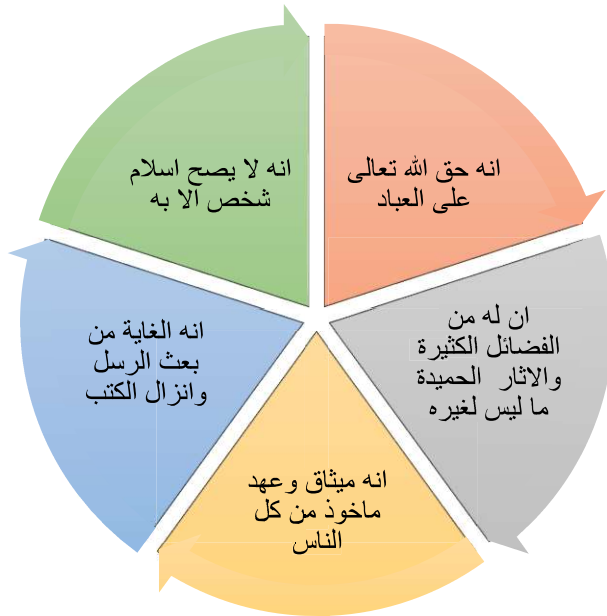 انه حق الله تعالى
على العباد
ان له من
الفضائل الكثيرة
والاثار الحميدة
ما ليس لغيره
انه ميثاق وعهد
ماخوذ من كل
الناس
انه الغاية من
بعث الرسل
وانزال الكتب
انه لا يصح اسلام
شخص الا به